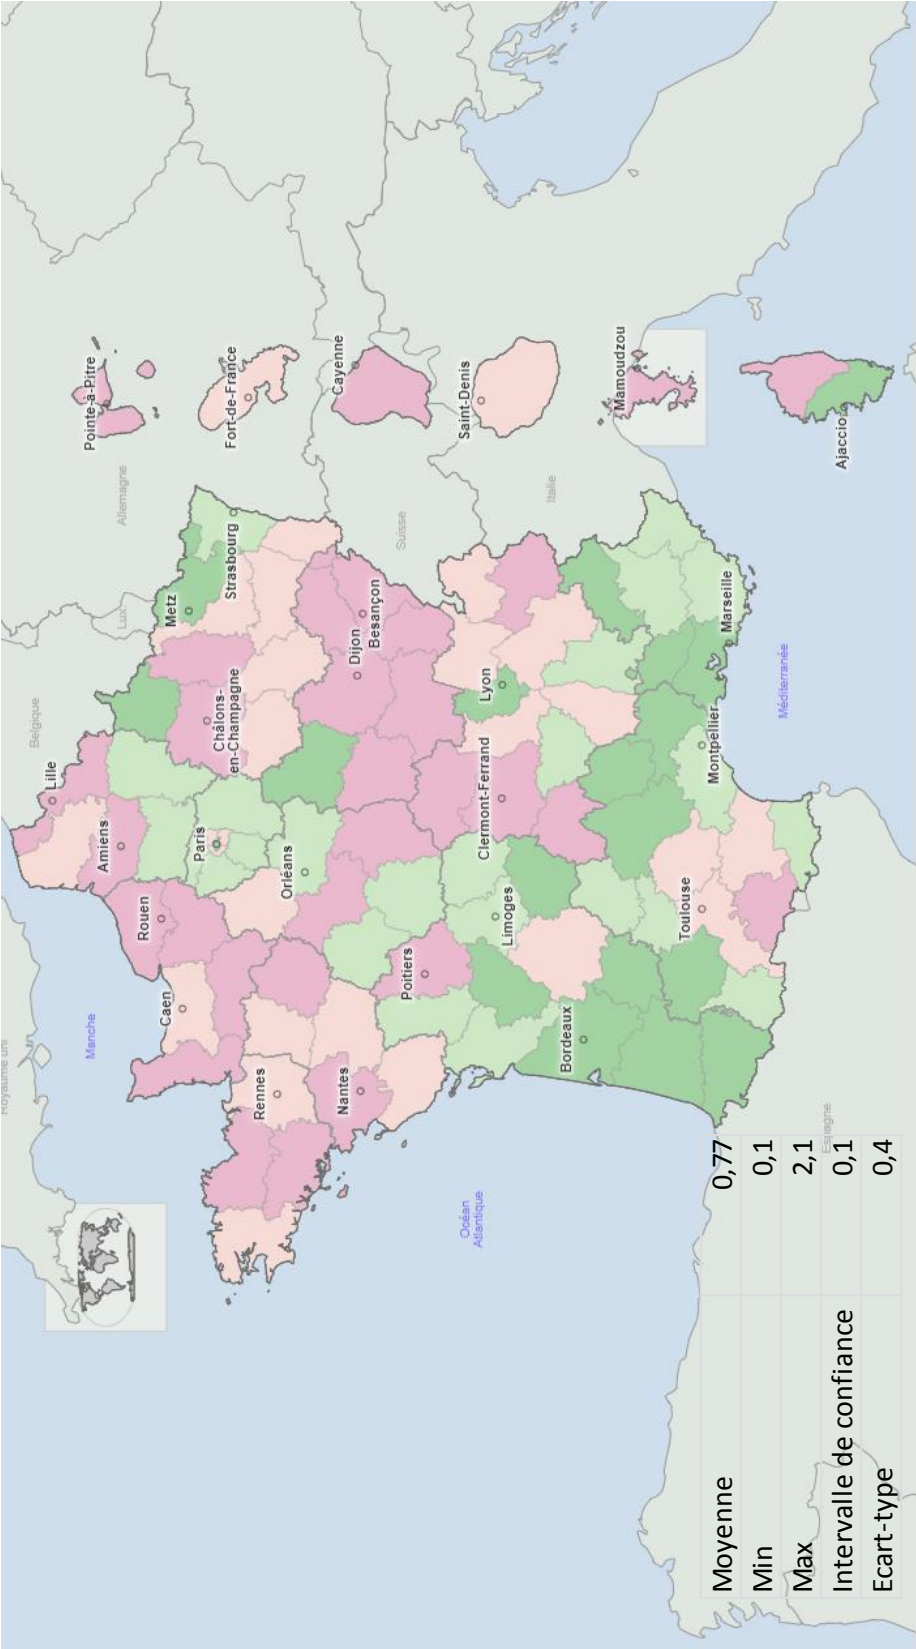 Royaume uni
Manche
Belgique
Lux.
Allemagne
Suisse
Italie
Espagne
Océan
Atlantique
Méditerranée
Lille
Amiens
Rouen
Caen
Paris
Châlons-
en-Champagne
Metz
Strasbourg
Rennes
Nantes
Orléans
Dijon
Besançon
Poitiers
Limoges
Clermont-Ferrand
Lyon
Bordeaux
Toulouse
Montpellier
Marseille
Ajaccio
Pointe-à-Pitre
Fort-de-France
Cayenne
Saint-Denis
Mamoudzou
Moyenne 0,77
Min 0,1
Max 2,1
Intervalle de confiance 0,1
Ecart-type 0,4